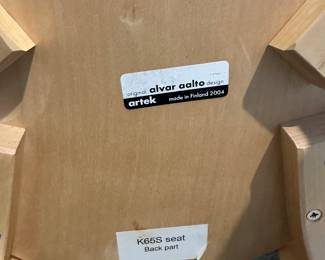 original alvar aalto design
artek made in Finland 2004
K65S seat
Back part